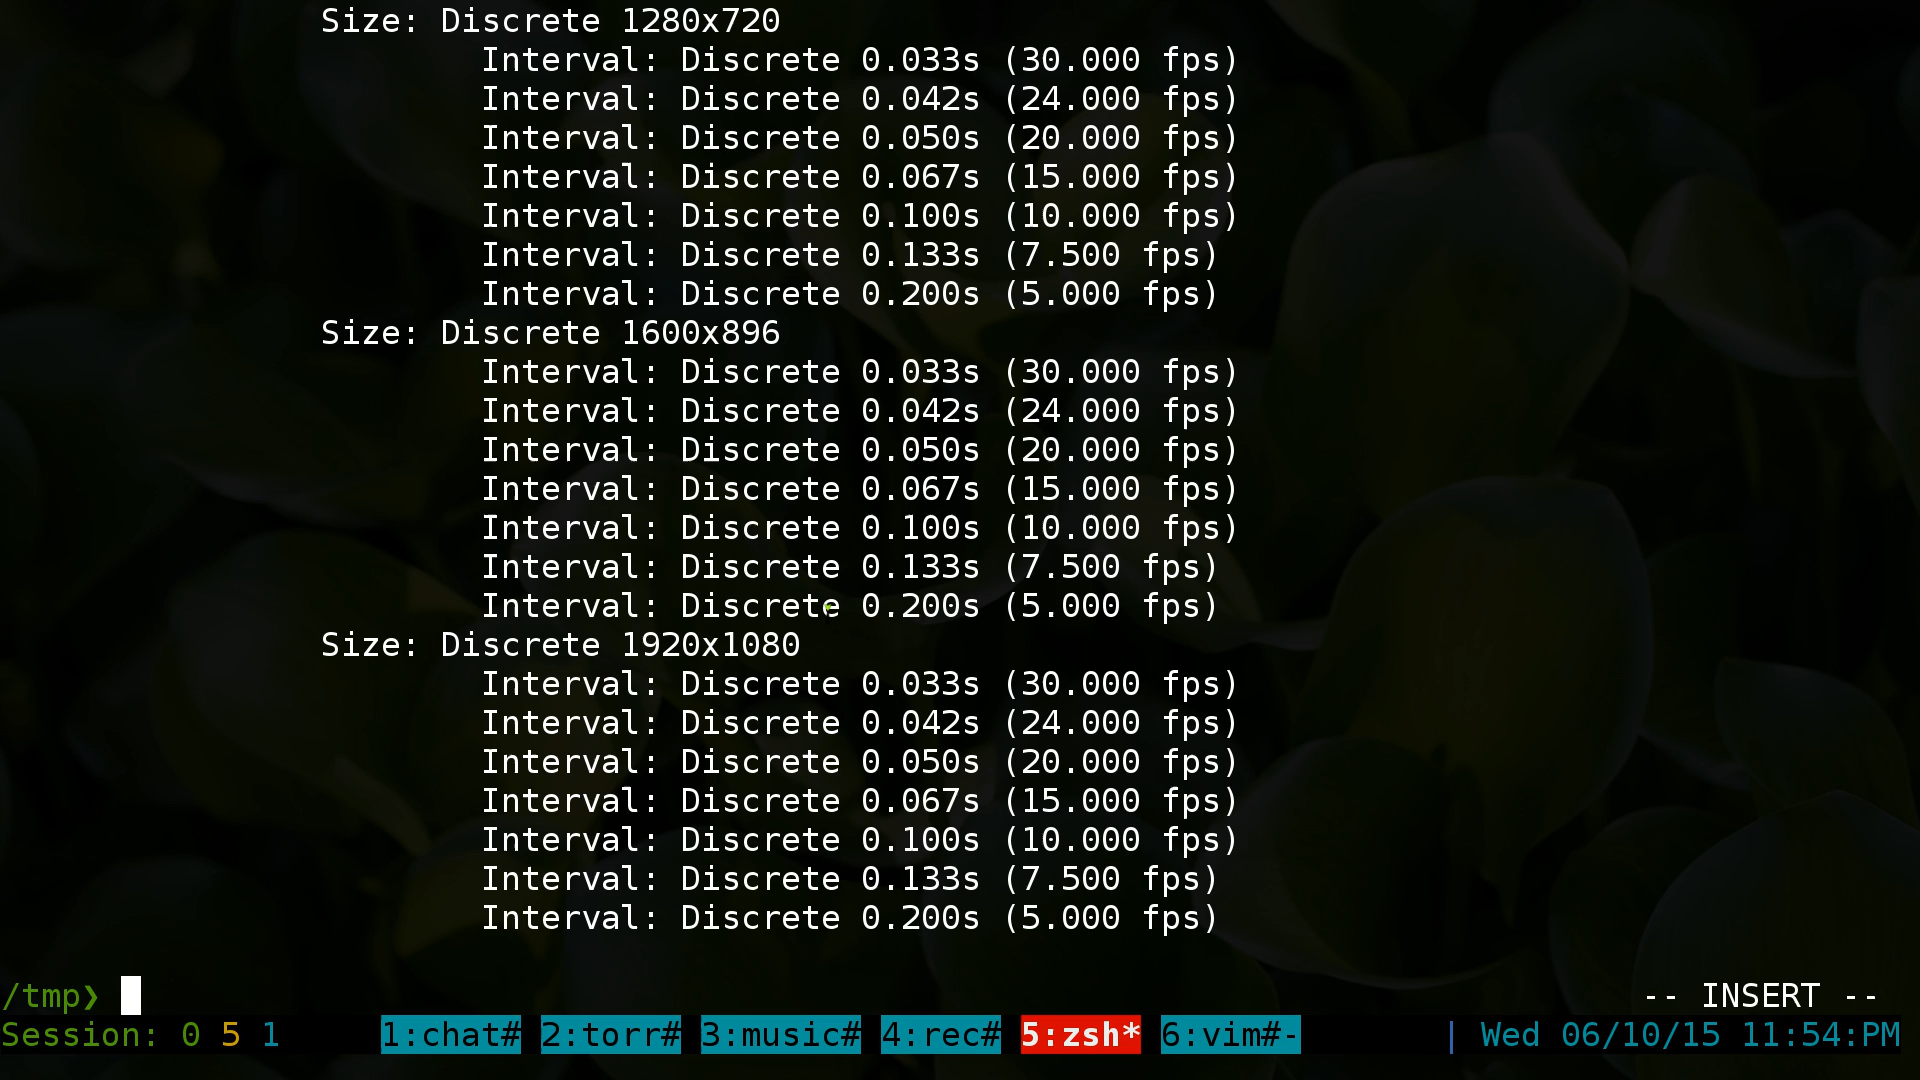 Size: Discrete 1280x720
Interval: Discrete 0.033s (30.000 fps)
Interval: Discrete 0.042s (24.000 fps)
Interval: Discrete 0.050s (20.000 fps)
Interval: Discrete 0.067s (15.000 fps)
Interval: Discrete 0.100s (10.000 fps)
Interval: Discrete 0.133s (7.500 fps)
Interval: Discrete 0.200s (5.000 fps)
Size: Discrete 1600x896
Interval: Discrete 0.033s (30.000 fps)
Interval: Discrete 0.042s (24.000 fps)
Interval: Discrete 0.050s (20.000 fps)
Interval: Discrete 0.067s (15.000 fps)
Interval: Discrete 0.100s (10.000 fps)
Interval: Discrete 0.133s (7.500 fps)
Interval: Discrete 0.200s (5.000 fps)
Size: Discrete 1920x1080
Interval: Discrete 0.033s (30.000 fps)
Interval: Discrete 0.042s (24.000 fps)
Interval: Discrete 0.050s (20.000 fps)
Interval: Discrete 0.067s (15.000 fps)
Interval: Discrete 0.100s (10.000 fps)
Interval: Discrete 0.133s (7.500 fps)
Interval: Discrete 0.200s (5.000 fps)
/tmp❯ -- INSERT --
Session: 0 5 1 1:chat# 2:torr# 3:music# 4:rec# 5:zsh* 6:vim#- | Wed 06/10/15 11:54:PM